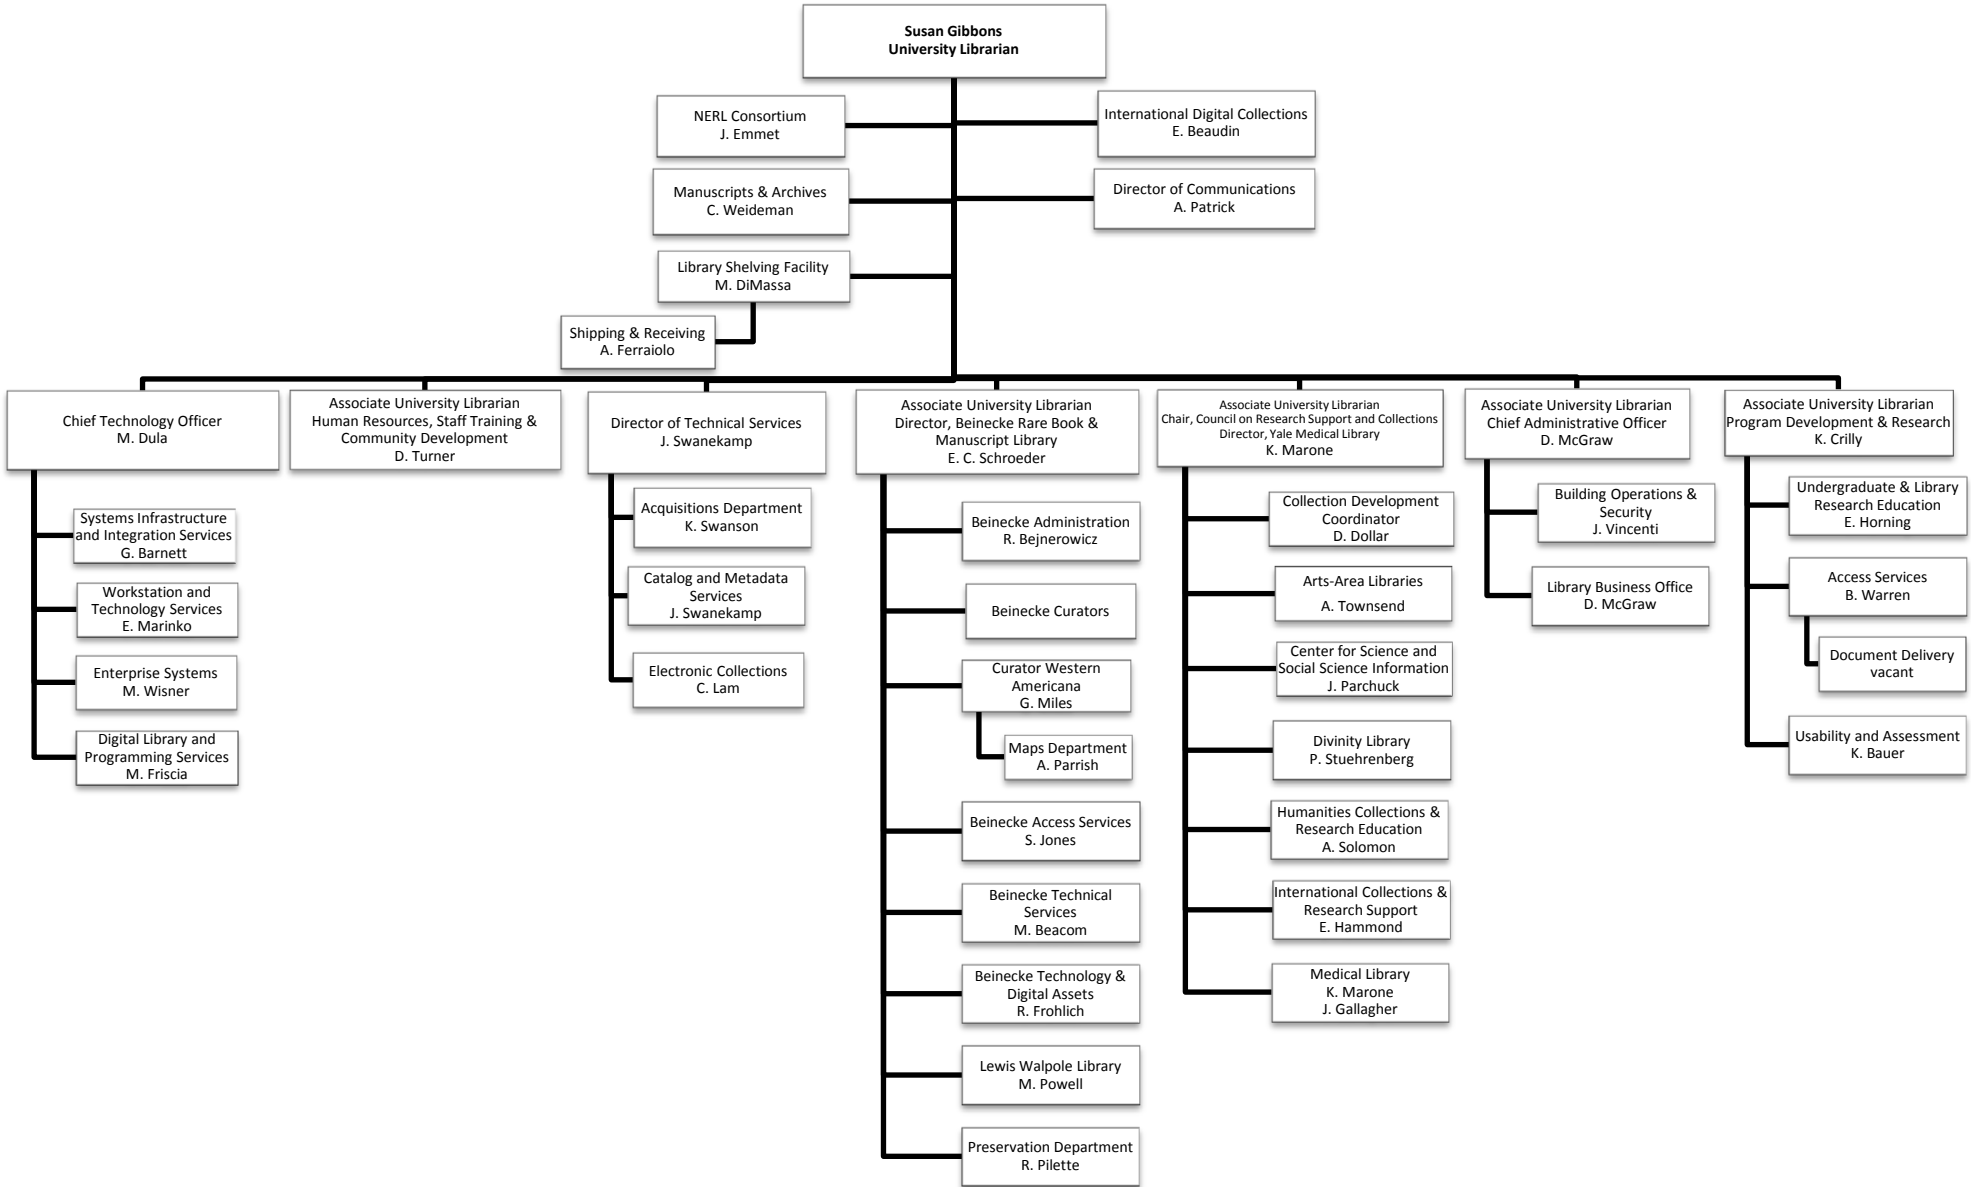 Susan Gibbons
University Librarian
NERL Consortium
J. Emmet
International Digital Collections
E. Beaudin
Manuscripts & Archives
C. Weideman
Director of Communications
A. Patrick
Library Shelving Facility
M. DiMassa
Shipping & Receiving
A. Ferraiolo
Chief Technology Officer
M. Dula
Systems Infrastructure
and Integration Services
G. Barnett
Workstation and
Technology Services
E. Marinko
Enterprise Systems
M. Wisner
Digital Library and
Programming Services
M. Friscia
Associate University Librarian
Human Resources, Staff Training &
Community Development
D. Turner
Director of Technical Services
J. Swanekamp
Acquisitions Department
K. Swanson
Catalog and Metadata
Services
J. Swanekamp
Electronic Collections
C. Lam
Associate University Librarian
Director, Beinecke Rare Book &
Manuscript Library
E. C. Schroeder
Beinecke Administration
R. Bejnerowicz
Beinecke Curators
Curator Western
Americana
G. Miles
Maps Department
A. Parrish
Beinecke Access Services
S. Jones
Beinecke Technical
Services
M. Beacom
Beinecke Technology &
Digital Assets
R. Frohlich
Lewis Walpole Library
M. Powell
Preservation Department
R. Pilette
Associate University Librarian
Chair, Council on Research Support and Collections
Director, Yale Medical Library
K. Marone
Collection Development
Coordinator
D. Dollar
Arts-Area Libraries
A. Townsend
Center for Science and
Social Science Information
J. Parchuck
Divinity Library
P. Stuehrenberg
Humanities Collections &
Research Education
A. Solomon
International Collections &
Research Support
E. Hammond
Medical Library
K. Marone
J. Gallagher
Associate University Librarian
Chief Administrative Officer
D. McGraw
Building Operations &
Security
J. Vincenti
Library Business Office
D. McGraw
Associate University Librarian
Program Development & Research
K. Crilly
Undergraduate & Library
Research Education
E. Horning
Access Services
B. Warren
Document Delivery
vacant
Usability and Assessment
K. Bauer